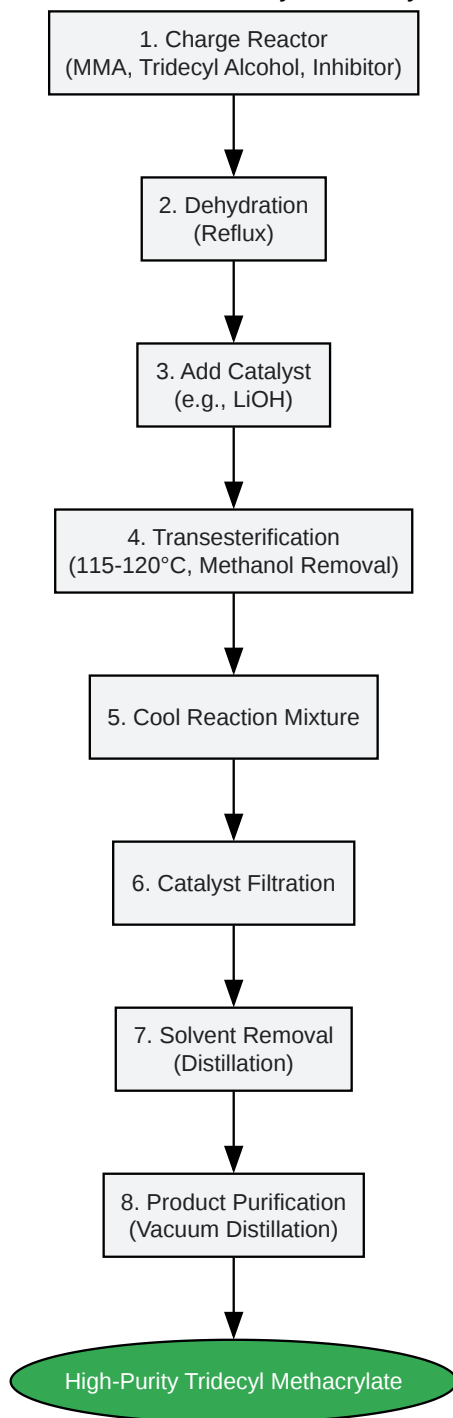 1. Charge Reactor
(MMA, Tridecyl Alcohol, Inhibitor)
2. Dehydration
(Reflux)
3. Add Catalyst
(e.g., LiOH)
4. Transesterification
(115-120°C, Methanol Removal)
5. Cool Reaction Mixture
6. Catalyst Filtration
7. Solvent Removal
(Distillation)
8. Product Purification
(Vacuum Distillation)
High-Purity Tridecyl Methacrylate